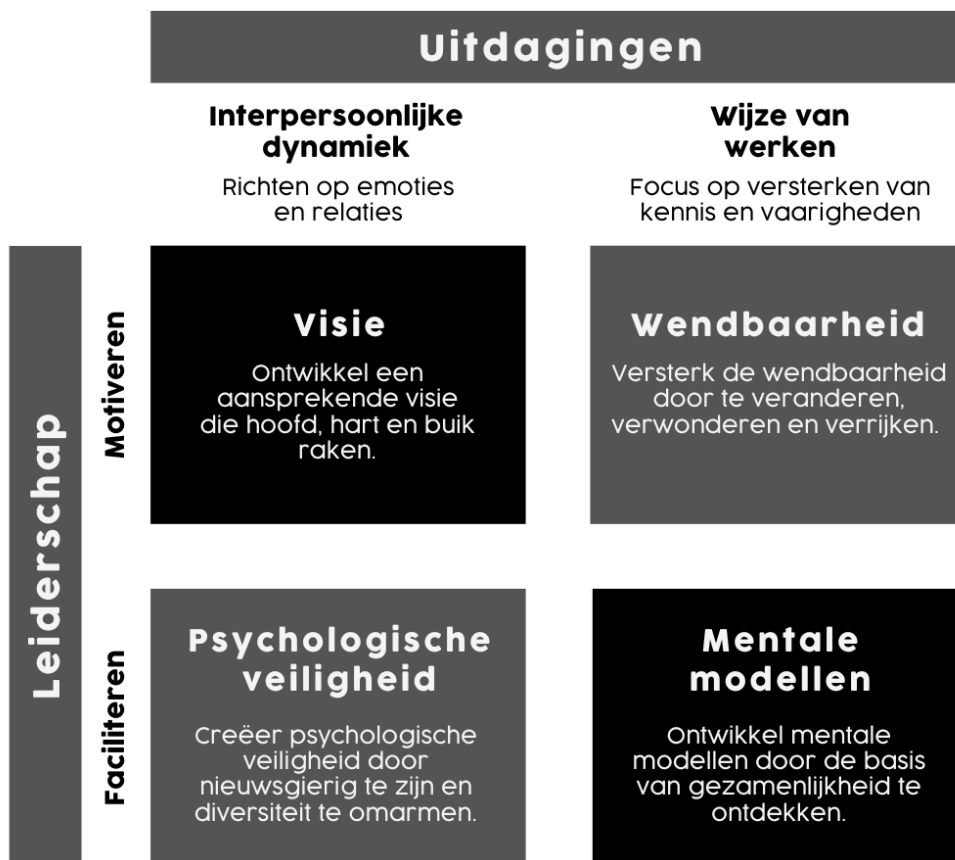 Uitdagingen
Interpersoonlijke
dynamiek
Richten op emoties
en relaties
Wijze van
werken
Focus op versterken van
kennis en vaarigheden
Leiderschap
Motiveren
Visie
Ontwikkel een
aansprekende visie
die hoofd, hart en buik
raken.
Wendbaarheid
Versterk de wendbaarheid
door te veranderen,
verwonderen en verrijken.
Faciliteren
Psychologische
veiligheid
Creëer psychologische
veiligheid door
nieuwsgierig te zijn en
diversiteit te omarmen.
Mentale
modellen
Ontwikkel mentale
modellen door de basis
van gezamenlijkheid te
ontdekken.